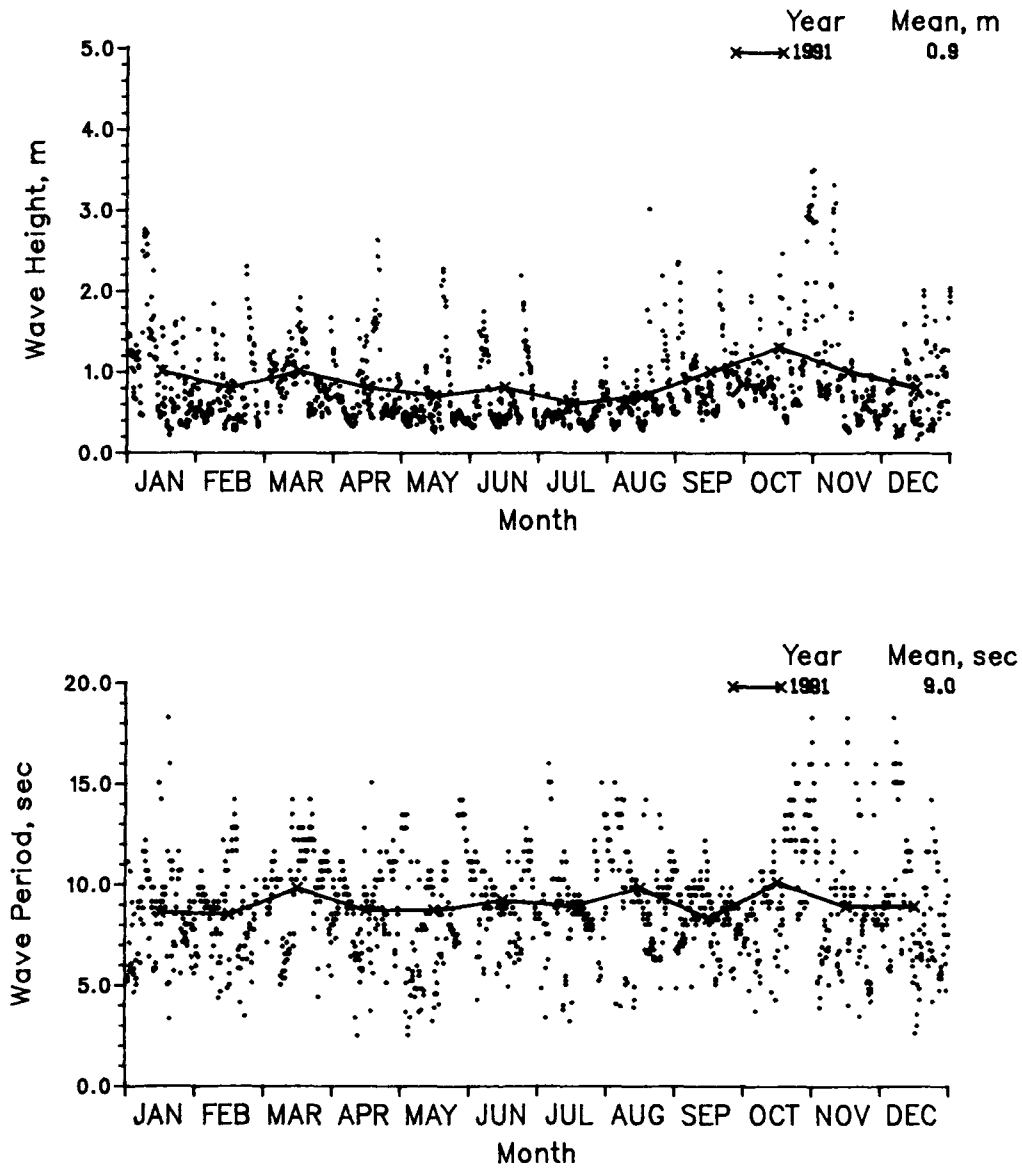 Year Mean, m
1991 0.9
5.0
4.0
3.0
2.0
1.0
0.0
Wave Height, m
JAN FEB MAR APR MAY JUN JUL AUG SEP OCT NOV DEC
Month
Year Mean, sec
1991 9.0
20.0
15.0
10.0
5.0
0.0
Wave Period, sec
JAN FEB MAR APR MAY JUN JUL AUG SEP OCT NOV DEC
Month